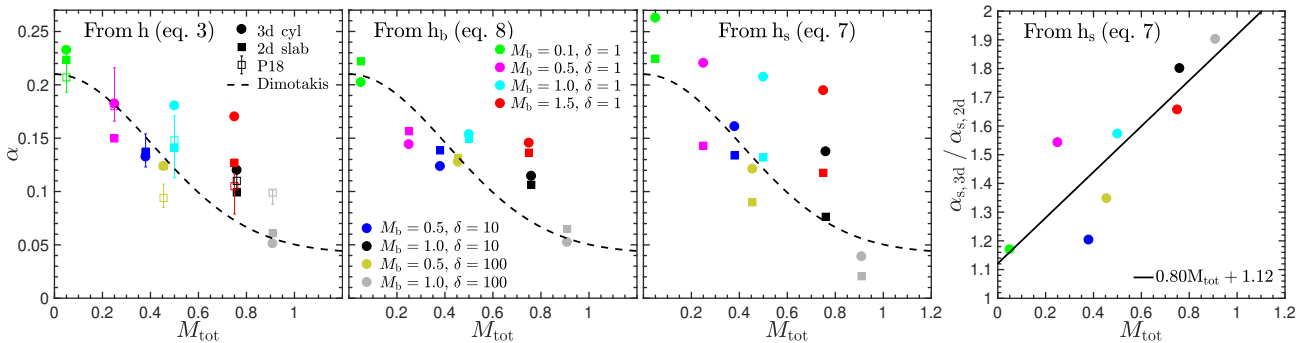 From h (eq. 3)
3d cyl
2d slab
P18
Dimotakis
α
0.25
0.20
0.15
0.10
0.05
0
0 0.2 0.4 0.6 0.8 1
M_tot
From h_b (eq. 8)
M_b = 0.1, δ = 1
M_b = 0.5, δ = 1
M_b = 1.0, δ = 1
M_b = 1.5, δ = 1
M_b = 0.5, δ = 10
M_b = 1.0, δ = 10
M_b = 0.5, δ = 100
M_b = 1.0, δ = 100
0 0.2 0.4 0.6 0.8 1
M_tot
From h_s (eq. 7)
0 0.2 0.4 0.6 0.8 1 1.2
M_tot
From h_s (eq. 7)
α_s, 3d / α_s, 2d
2
1.9
1.8
1.7
1.6
1.5
1.4
1.3
1.2
1.1
1
0.80M_tot + 1.12
0 0.2 0.4 0.6 0.8 1 1.2
M_tot